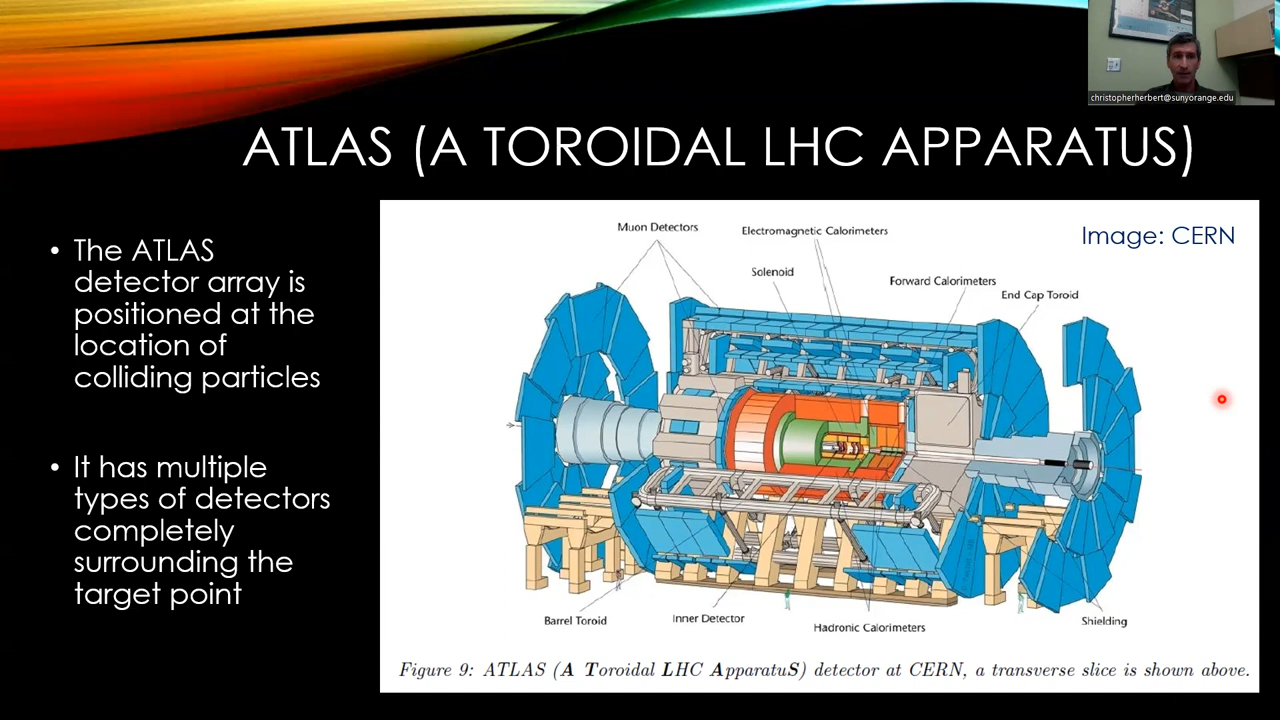 christopherherbert@sunyorange.edu
ATLAS (A TOROIDAL LHC APPARATUS)
• The ATLAS
detector array is
positioned at the
location of
colliding particles
• It has multiple
types of detectors
completely
surrounding the
target point
Image: CERN
Muon Detectors
Electromagnetic Calorimeters
Solenoid
Forward Calorimeters
End Cap Toroid
Barrel Toroid
Inner Detector
Hadronic Calorimeters
Shielding
Figure 9: ATLAS (A Toroidal LHC ApparatuS) detector at CERN, a transverse slice is shown above.